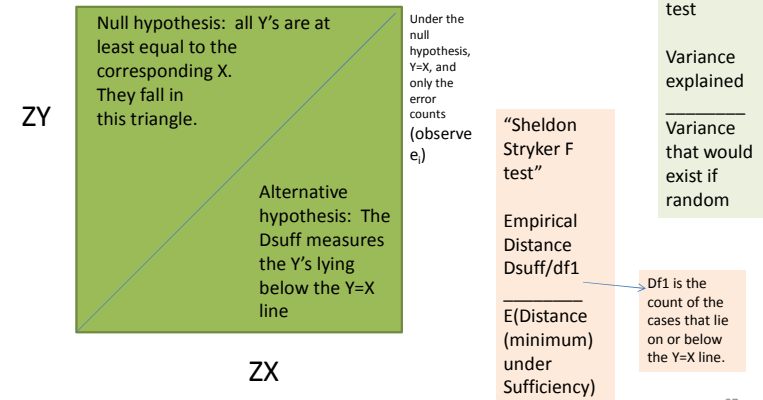 Null hypothesis:  all Y's are at
least equal to the
corresponding X.
They fall in
this triangle.
ZY
Alternative
hypothesis:  The
Dsuff measures
the Y's lying
below the Y=X
line
ZX
Under the
null
hypothesis,
Y=X, and
only the
error
counts
(observe
ei)
“Sheldon
Stryker F
test”
Empirical
Distance
Dsuff/df1
________
E(Distance
(minimum)
under
Sufficiency)
Df1 is the
count of the
cases that lie
on or below
the Y=X line.
test
Variance
explained
________
Variance
that would
exist if
random